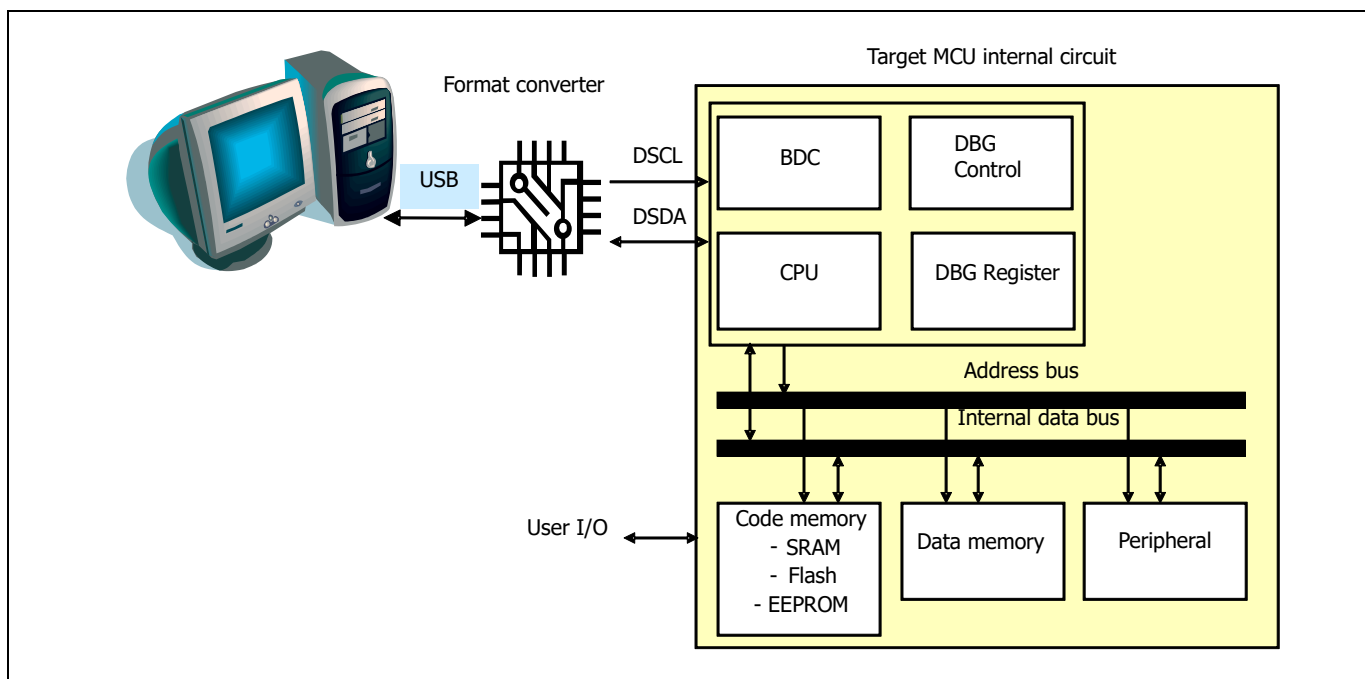 Target MCU internal circuit
Format converter
USB
DSCL
DSDA
BDC
DBG
Control
CPU
DBG Register
Address bus
Internal data bus
User I/O
Code memory
- SRAM
- Flash
- EEPROM
Data memory
Peripheral